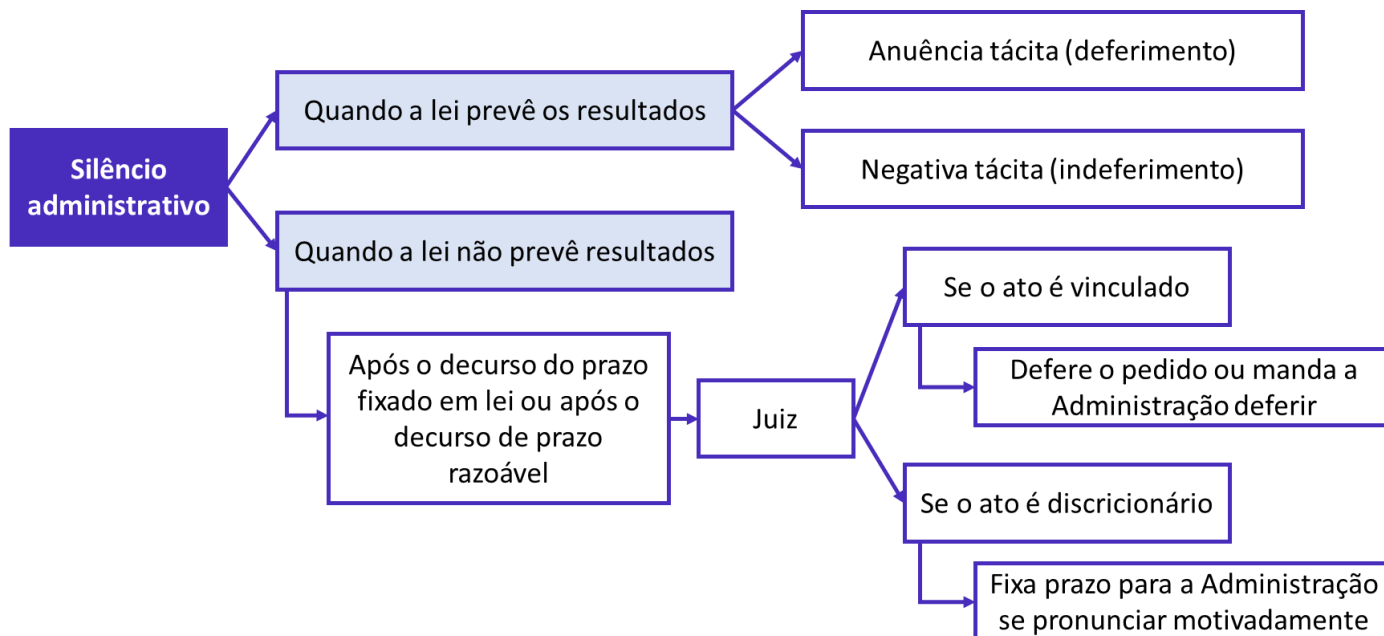 Silêncio
administrativo
Quando a lei prevê os resultados
Anuência tácita (deferimento)
Negativa tácita (indeferimento)
Quando a lei não prevê resultados
Após o decurso do prazo
fixado em lei ou após o
decurso de prazo
razoável
Juiz
Se o ato é vinculado
Defere o pedido ou manda a
Administração deferir
Se o ato é discricionário
Fixa prazo para a Administração
se pronunciar motivadamente